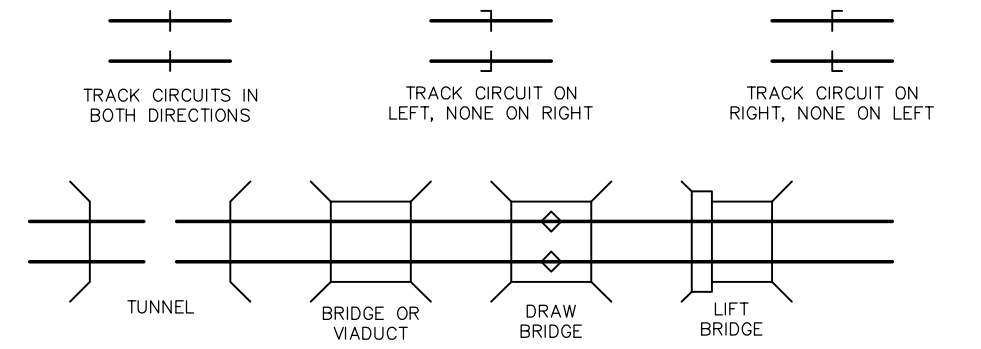 TRACK CIRCUITS IN
BOTH DIRECTIONS
TRACK CIRCUIT ON
LEFT, NONE ON RIGHT
TRACK CIRCUIT ON
RIGHT, NONE ON LEFT
TUNNEL
BRIDGE OR
VIADUCT
DRAW
BRIDGE
LIFT
BRIDGE